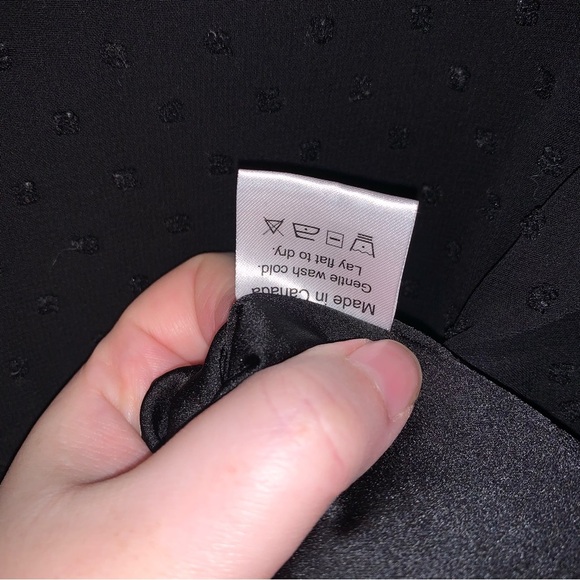 Made in Canada
Gentle wash cold.
Lay flat to dry.